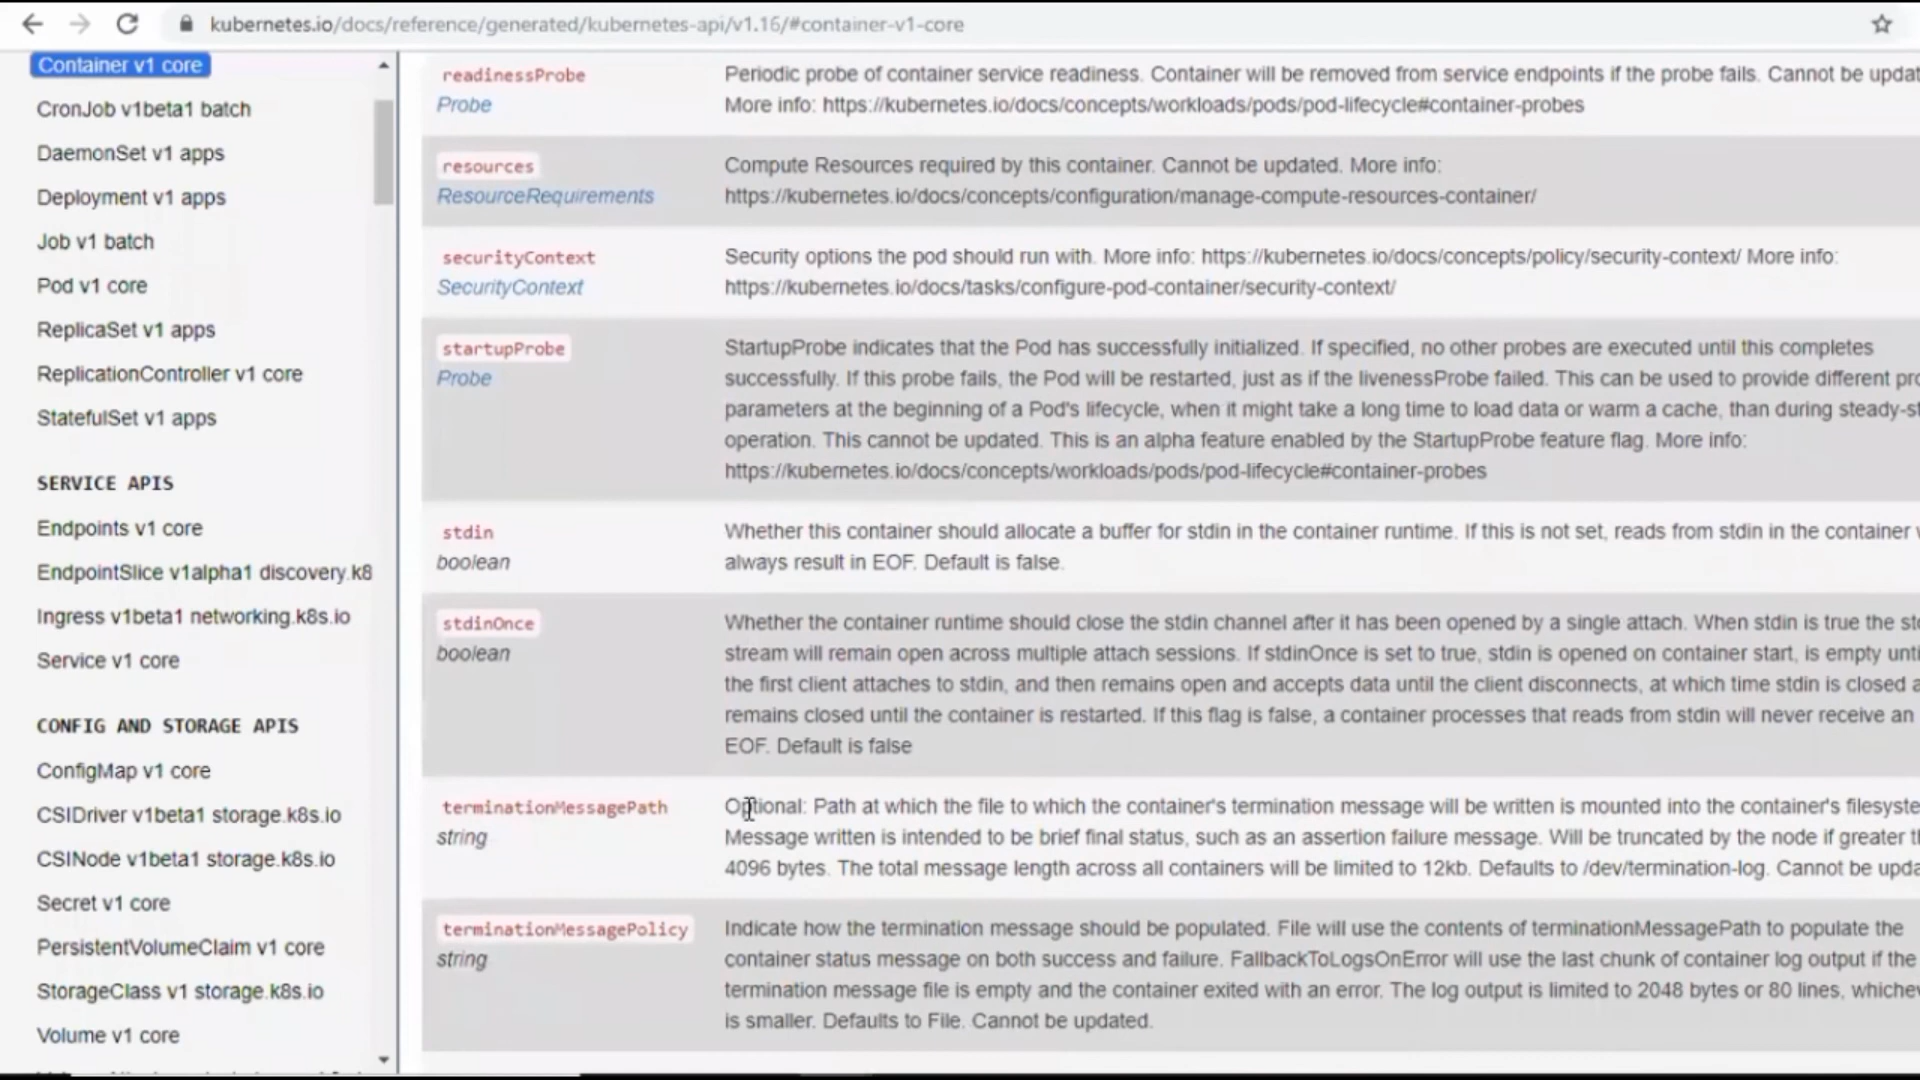 kubernetes.io/docs/reference/generated/kubernetes-api/v1.16/#container-v1-core
Container v1 core
CronJob v1beta1 batch
DaemonSet v1 apps
Deployment v1 apps
Job v1 batch
Pod v1 core
ReplicaSet v1 apps
ReplicationController v1 core
StatefulSet v1 apps
SERVICE APIS
Endpoints v1 core
EndpointSlice v1alpha1 discovery.k8
Ingress v1beta1 networking.k8s.io
Service v1 core
CONFIG AND STORAGE APIS
ConfigMap v1 core
CSIDriver v1beta1 storage.k8s.io
CSINode v1beta1 storage.k8s.io
Secret v1 core
PersistentVolumeClaim v1 core
StorageClass v1 storage.k8s.io
Volume v1 core
readinessProbe
Probe
Periodic probe of container service readiness. Container will be removed from service endpoints if the probe fails. Cannot be updat
More info: https://kubernetes.io/docs/concepts/workloads/pods/pod-lifecycle#container-probes
resources
ResourceRequirements
Compute Resources required by this container. Cannot be updated. More info:
https://kubernetes.io/docs/concepts/configuration/manage-compute-resources-container/
securityContext
SecurityContext
Security options the pod should run with. More info: https://kubernetes.io/docs/concepts/policy/security-context/ More info:
https://kubernetes.io/docs/tasks/configure-pod-container/security-context/
startupProbe
Probe
StartupProbe indicates that the Pod has successfully initialized. If specified, no other probes are executed until this completes
successfully. If this probe fails, the Pod will be restarted, just as if the livenessProbe failed. This can be used to provide different pro
parameters at the beginning of a Pod's lifecycle, when it might take a long time to load data or warm a cache, than during steady-st
operation. This cannot be updated. This is an alpha feature enabled by the StartupProbe feature flag. More info:
https://kubernetes.io/docs/concepts/workloads/pods/pod-lifecycle#container-probes
stdin
boolean
Whether this container should allocate a buffer for stdin in the container runtime. If this is not set, reads from stdin in the container
always result in EOF. Default is false.
stdinOnce
boolean
Whether the container runtime should close the stdin channel after it has been opened by a single attach. When stdin is true the st
stream will remain open across multiple attach sessions. If stdinOnce is set to true, stdin is opened on container start, is empty unti
the first client attaches to stdin, and then remains open and accepts data until the client disconnects, at which time stdin is closed a
remains closed until the container is restarted. If this flag is false, a container processes that reads from stdin will never receive an
EOF. Default is false
terminationMessagePath
string
Optional: Path at which the file to which the container's termination message will be written is mounted into the container's filesyste
Message written is intended to be brief final status, such as an assertion failure message. Will be truncated by the node if greater th
4096 bytes. The total message length across all containers will be limited to 12kb. Defaults to /dev/termination-log. Cannot be upda
terminationMessagePolicy
string
Indicate how the termination message should be populated. File will use the contents of terminationMessagePath to populate the
container status message on both success and failure. FallbackToLogsOnError will use the last chunk of container log output if the
termination message file is empty and the container exited with an error. The log output is limited to 2048 bytes or 80 lines, whichev
is smaller. Defaults to File. Cannot be updated.